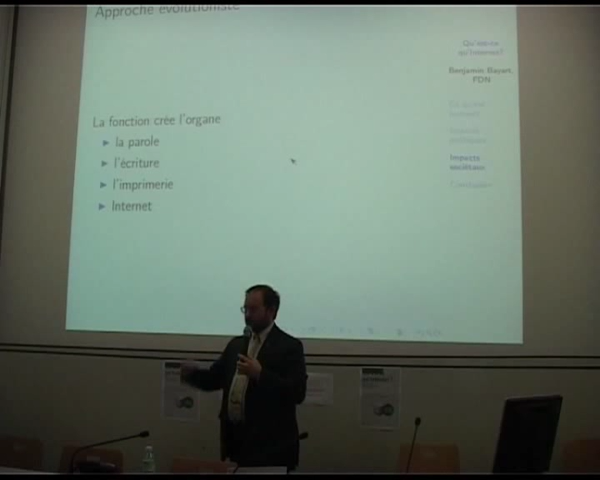 Approche évolutionniste
Qu'est-ce
qu'Internet?
Benjamin Bayart,
FDN
La fonction crée l'organe
la parole
l'écriture
l'imprimerie
Internet
Impacts
sociétaux